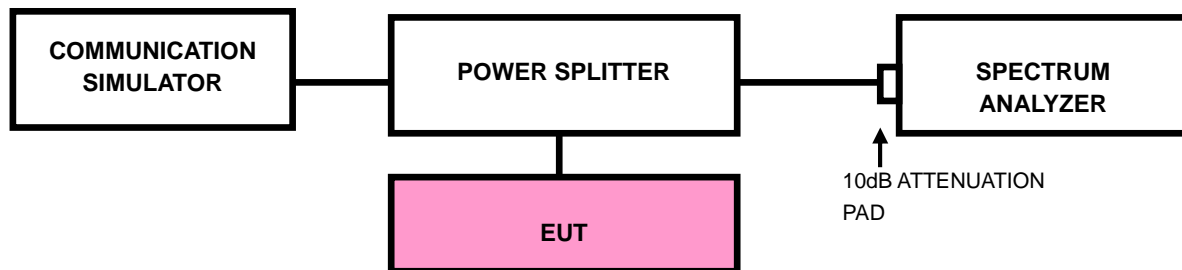 COMMUNICATION
SIMULATOR
POWER SPLITTER
SPECTRUM
ANALYZER
10dB ATTENUATION
PAD
EUT